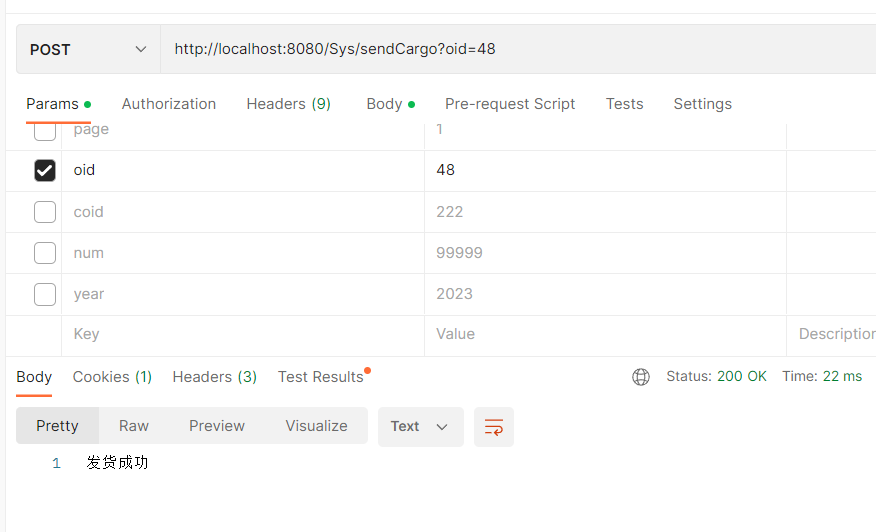 POST http://localhost:8080/Sys/sendCargo?oid=48
Params Authorization Headers (9) Body Pre-request Script Tests Settings
page 1
oid 48
coid 222
num 99999
year 2023
Key Value Description
Body Cookies (1) Headers (3) Test Results Status: 200 OK Time: 22 ms
Pretty Raw Preview Visualize Text
1 发货成功